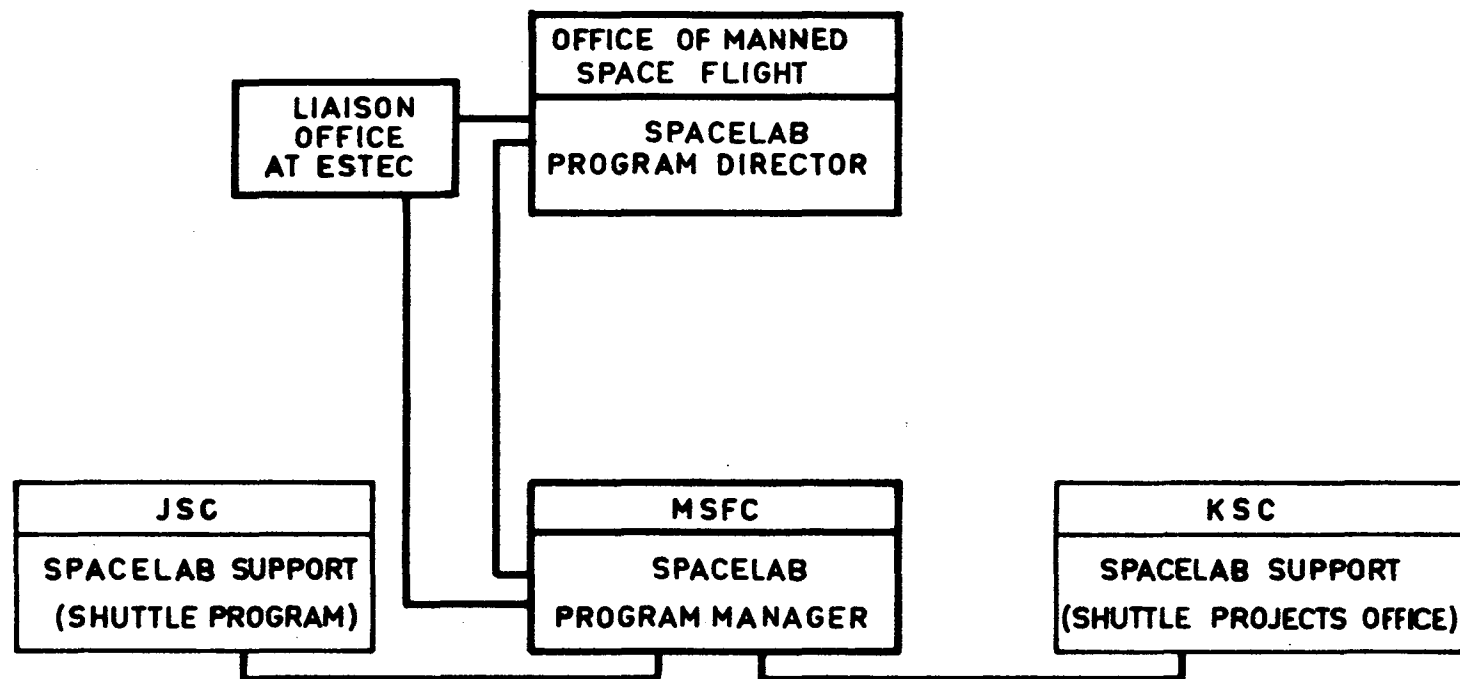 OFFICE OF MANNED
SPACE FLIGHT
SPACELAB
PROGRAM DIRECTOR
LIAISON
OFFICE
AT ESTEC
JSC
SPACELAB SUPPORT
(SHUTTLE PROGRAM)
MSFC
SPACELAB
PROGRAM MANAGER
KSC
SPACELAB SUPPORT
(SHUTTLE PROJECTS OFFICE)